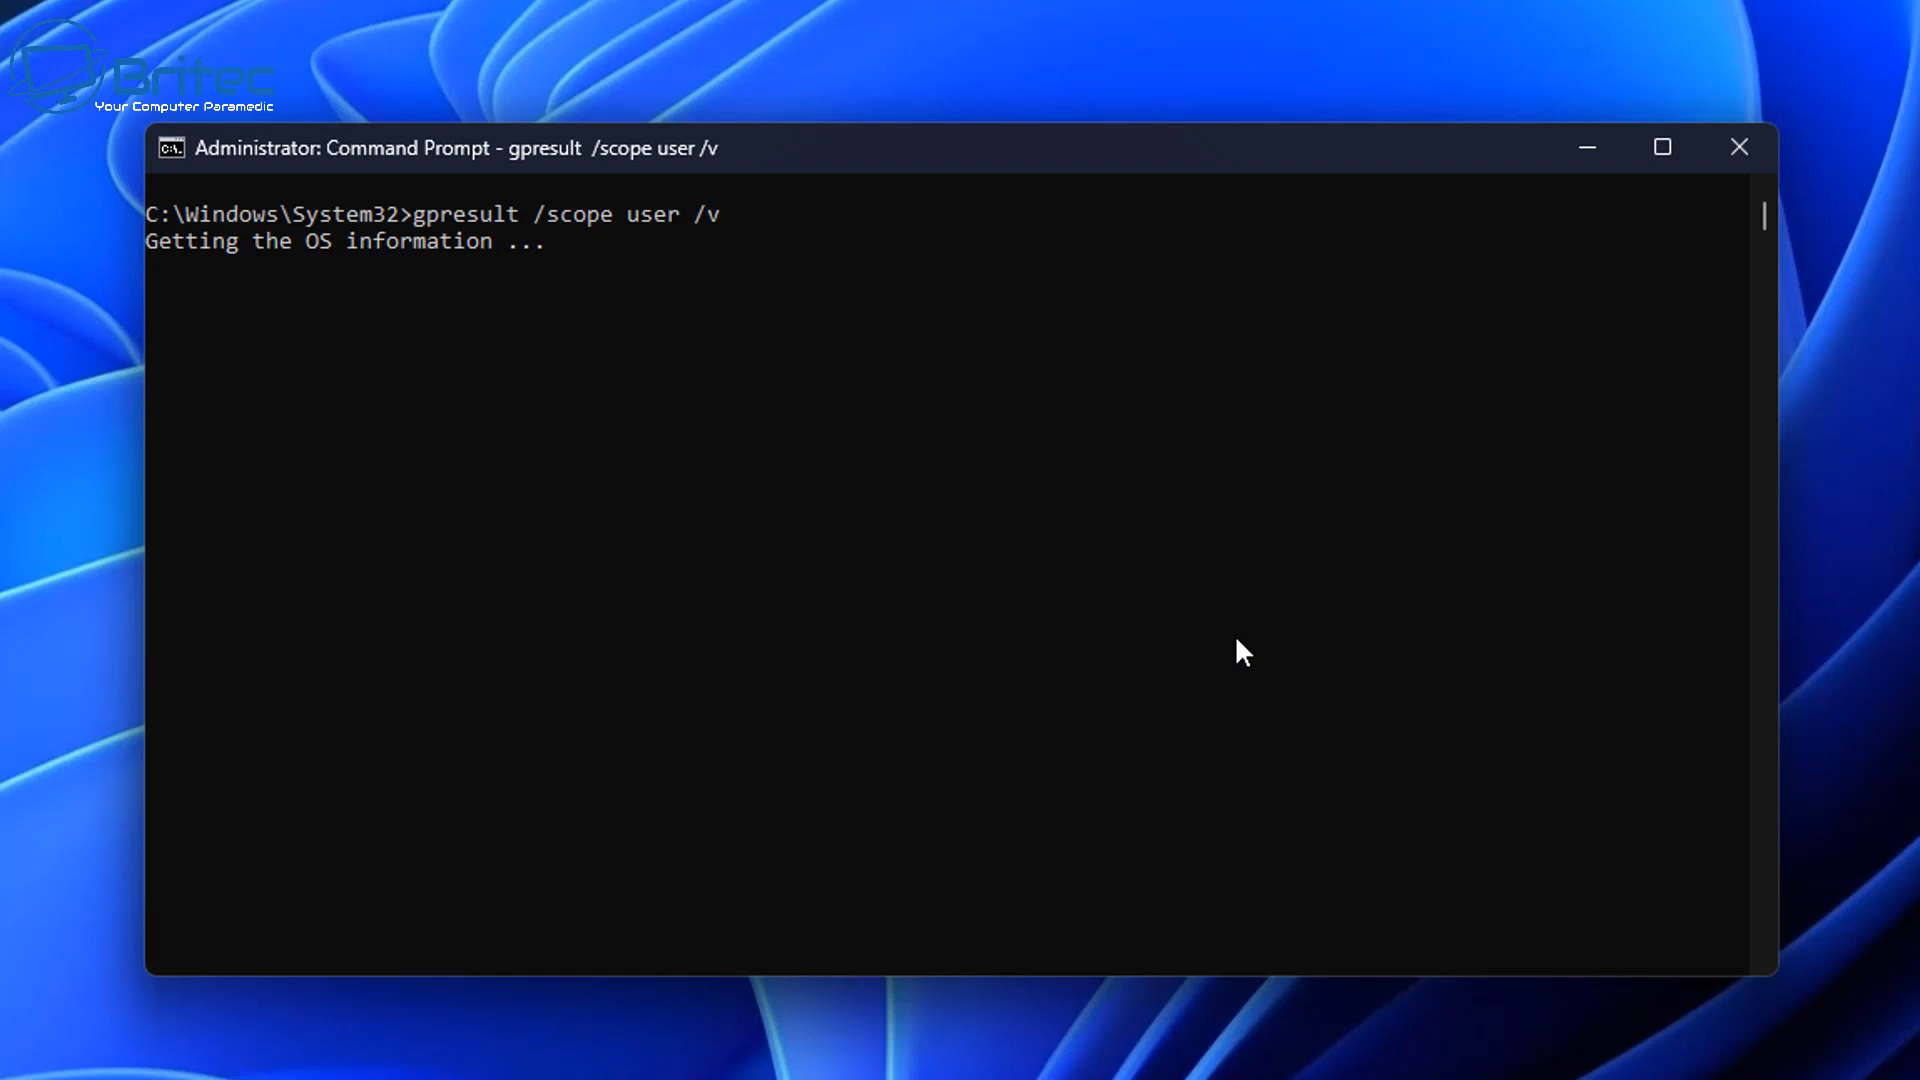 Britec
Your Computer Paramedic
Administrator: Command Prompt - gpresult  /scope user /v
C:\Windows\System32>gpresult /scope user /v
Getting the OS information ...